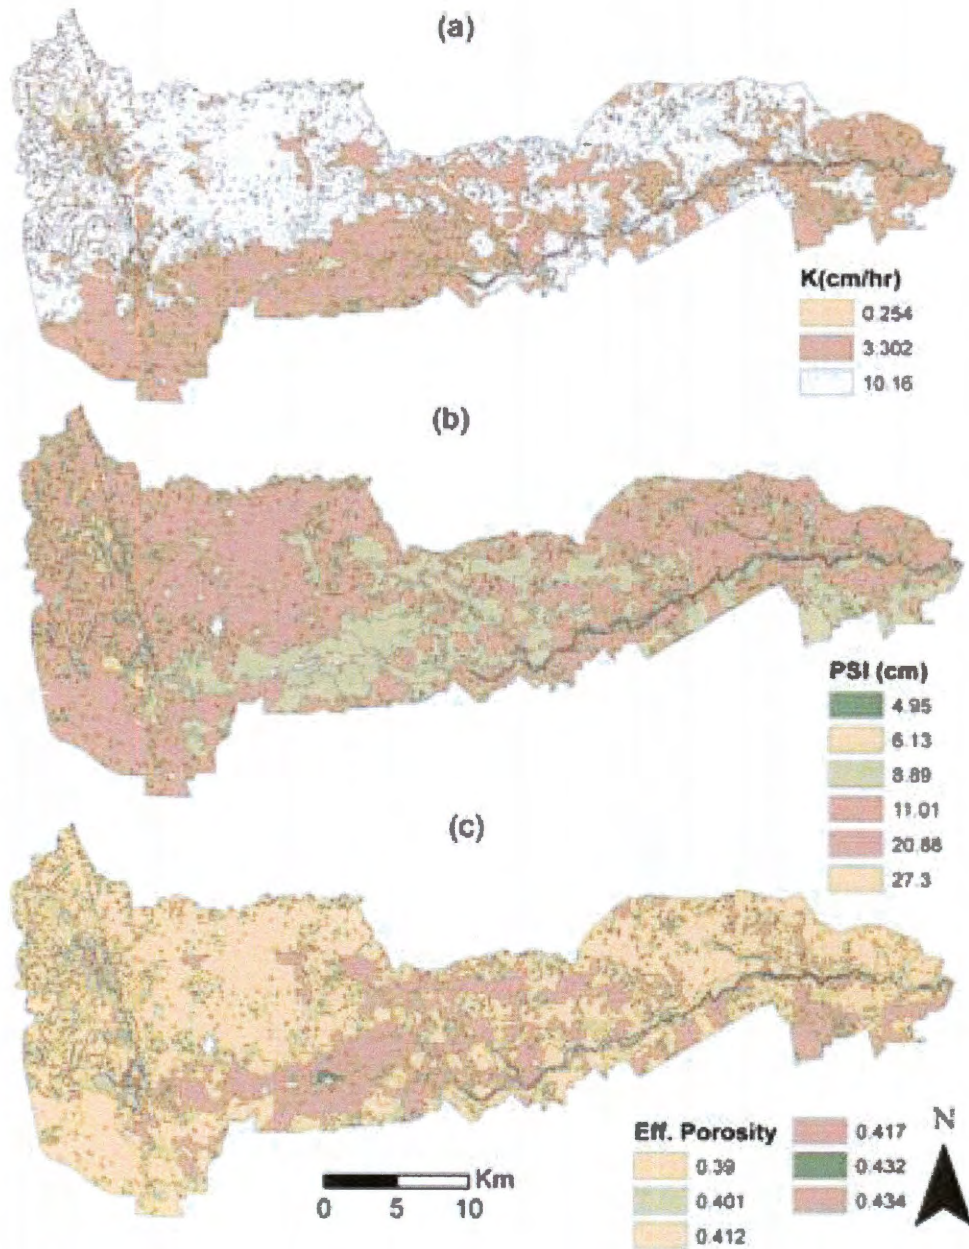 (a)
K(cm/hr)
0.254
3.302
10.16
(b)
PSI (cm)
4.95
6.13
8.89
11.01
20.88
27.3
(c)
Eff. Porosity
0.39
0.401
0.412
0.417
0.432
0.434
N
Km
0 5 10